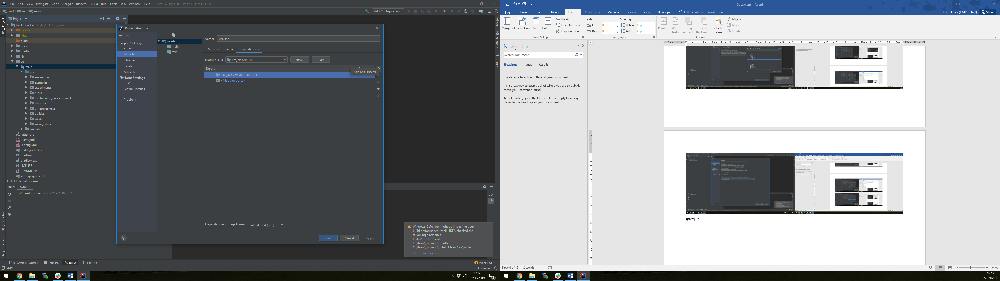 File Edit View Navigate Code Analyze Refactor Build Run Tools VCS Window Help tsml [C:\Jay\GitHub\tsml] - IntelliJ IDEA
tsml src main
Add Configuration... Git:
1: Project
Project
tsml [uea-tsc] C:\Jay\GitHub\tsml
.gradle
.idea
build
docs
gradle
lib
src
main
java
evaluation
examples
experiments
fileIO
multivariate_timeseriesweka
statistics
timeseriesweka
utilities
weka
weka_extras
matlab
.gitignore
.travis.yml
_config.yml
build.gradle.kts
gradlew
gradlew.bat
LICENSE
README.rst
settings.gradle.kts
External Libraries
Build: Sync
tsml: successful at 27/09/2019 17:11
2: Favorites
7: Structure
9: Version Control Terminal Build 6: TODO
Add
Ant
Database
Gradle
Project Structure
Project Settings
Project
Modules
Libraries
Facets
Artifacts
Platform Settings
SDKs
Global Libraries
Problems
uea-tsc
main
test
Name: uea-tsc
Sources Paths Dependencies
Module SDK: Project SDK (1.8) New... Edit
Export
Add (Alt+Insert)
1.8 (java version "1.8.0_121")
<Module source>
Dependencies storage format: IntelliJ IDEA (.iml)
? OK Cancel Apply
Windows Defender might be impacting your
build performance. IntelliJ IDEA checked the
following directories:
C:\Jay\GitHub\tsml
C:\Users\sjx07ngu\.gradle
C:\Users\sjx07ngu\.IntelliJIdea2019.2\system
Fix... Actions
2 Event Log
Git: master
17:12
27/09/2019
2
Document1 - Word
File Home Insert Design Layout References Mailings Review View Developer Tell me what you want to do... Jason Lines (CMP - Staff) Share
Margins Orientation Size Columns
Breaks
Line Numbers
Hyphenation
Page Setup
Indent
Left: 0 cm
Right: 0 cm
Spacing
Before: 0 pt
After: 8 pt
Paragraph
Position Wrap Text Bring Forward Send Backward Selection Pane
Align
Group
Rotate
Arrange
Navigation
Search document
Headings Pages Results
Create an interactive outline of your document.
It's a great way to keep track of where you are or quickly
move your content around.
To get started, go to the Home tab and apply Heading
styles to the headings in your document.
(press OK)
Page 4 of 12 2 words
90%
17:12
27/09/2019